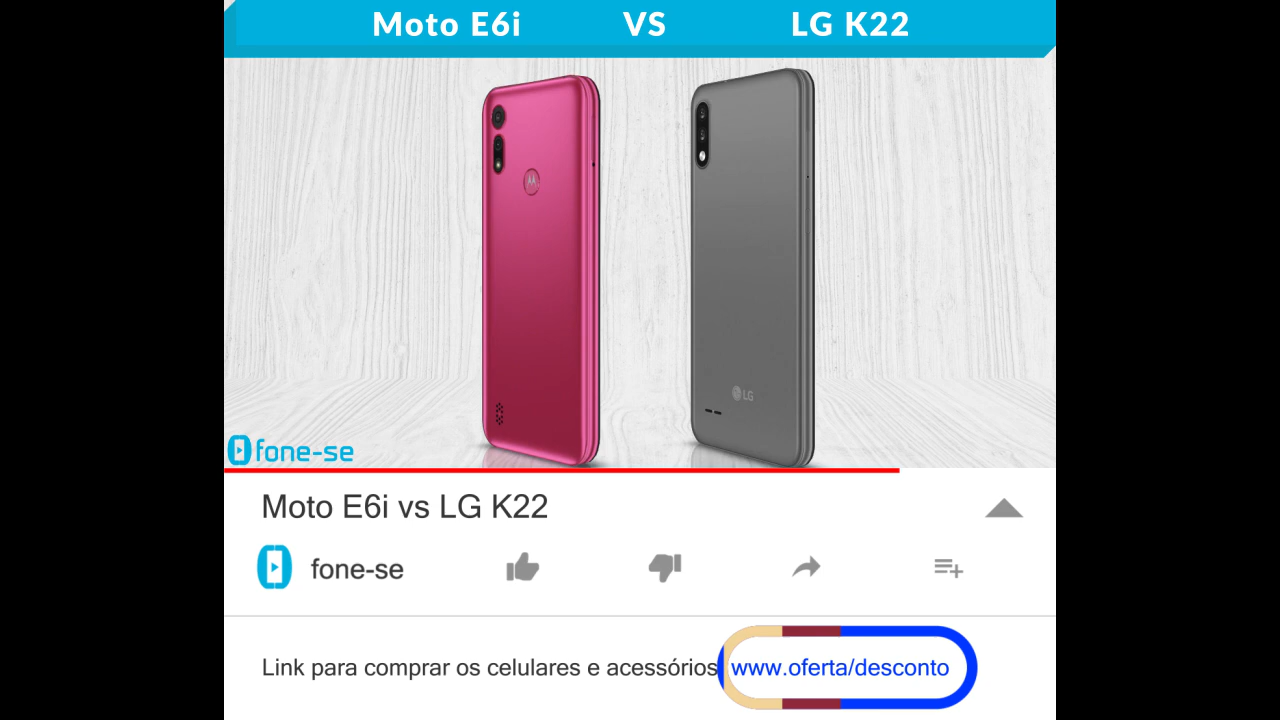 Moto E6i VS LG K22
LG
fone-se
Moto E6i vs LG K22
fone-se
Link para comprar os celulares e acessórios www.oferta/desconto